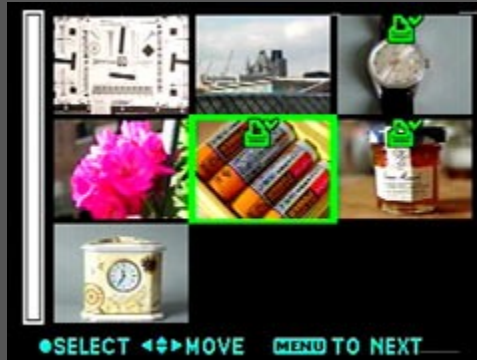 ●SELECT ◄♦►MOVE MENU TO NEXT